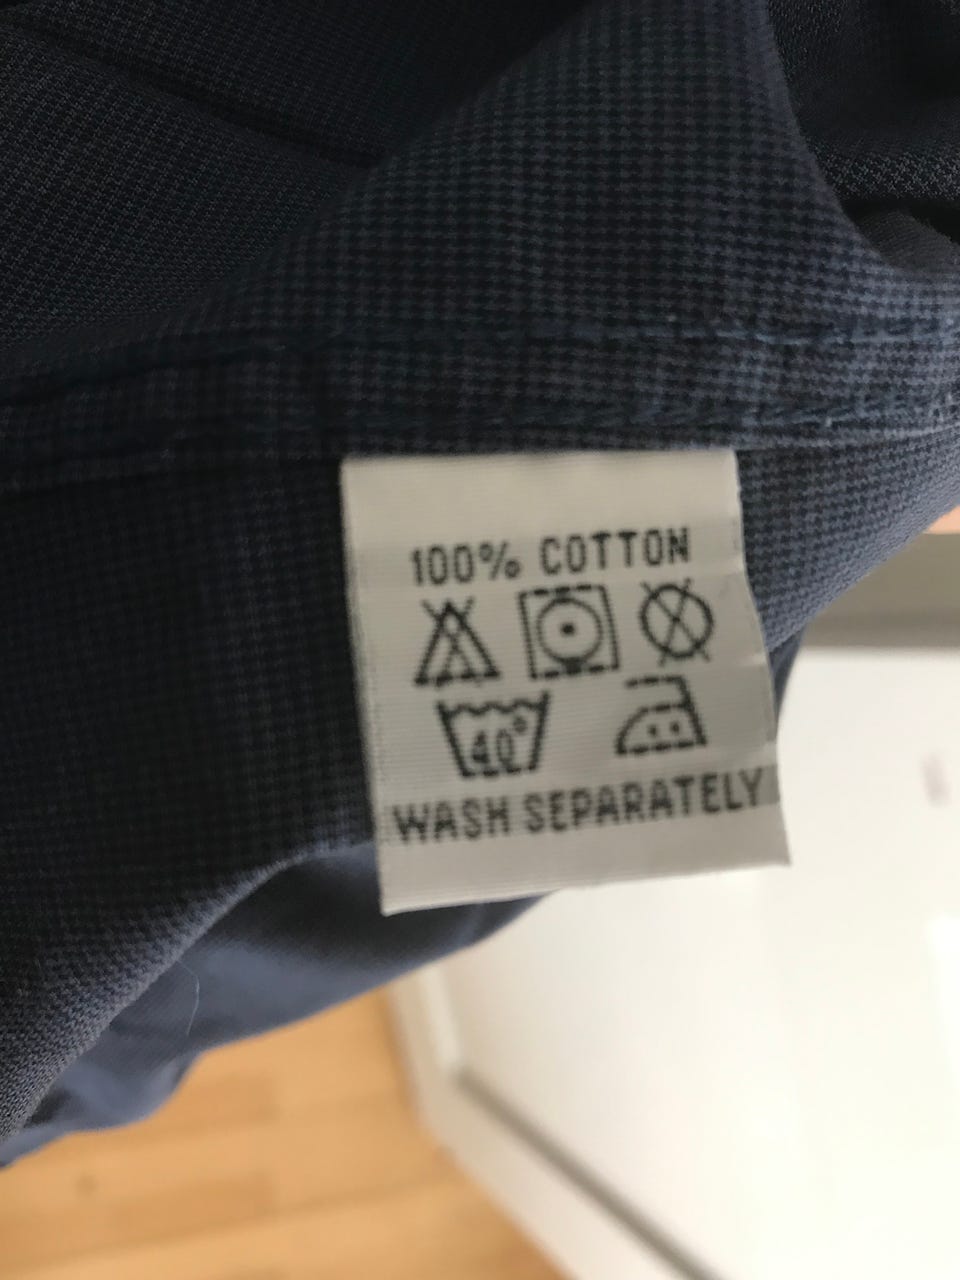 100% COTTON
40°
WASH SEPARATELY